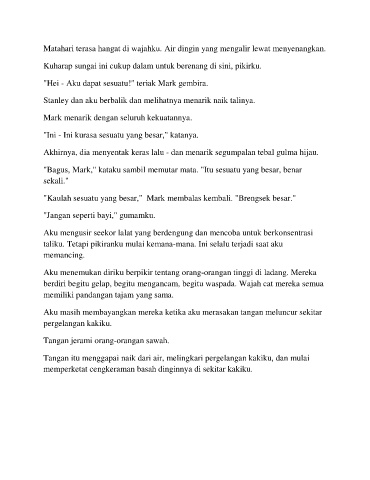 Matahari terasa hangat di wajahku. Air dingin yang mengalir lewat menyenangkan.
Kuharap sungai ini cukup dalam untuk berenang di sini, pikirku.
"Hei - Aku dapat sesuatu!" teriak Mark gembira.
Stanley dan aku berbalik dan melihatnya menarik naik talinya.
Mark menarik dengan seluruh kekuatannya.
"Ini - Ini kurasa sesuatu yang besar," katanya.
Akhirnya, dia menyentak keras lalu - dan menarik segumpalan tebal gulma hijau.
"Bagus, Mark," kataku sambil memutar mata. "Itu sesuatu yang besar, benar
sekali."
"Kaulah sesuatu yang besar,"  Mark membalas kembali. "Brengsek besar."
"Jangan seperti bayi," gumamku.
Aku mengusir seekor lalat yang berdengung dan mencoba untuk berkonsentrasi
taliku. Tetapi pikiranku mulai kemana-mana. Ini selalu terjadi saat aku
memancing.
Aku menemukan diriku berpikir tentang orang-orangan tinggi di ladang. Mereka
berdiri begitu gelap, begitu mengancam, begitu waspada. Wajah cat mereka semua
memiliki pandangan tajam yang sama.
Aku masih membayangkan mereka ketika aku merasakan tangan meluncur sekitar
pergelangan kakiku.
Tangan jerami orang-orangan sawah.
Tangan itu menggapai naik dari air, melingkari pergelangan kakiku, dan mulai
memperketat cengkeraman basah dinginnya di sekitar kakiku.